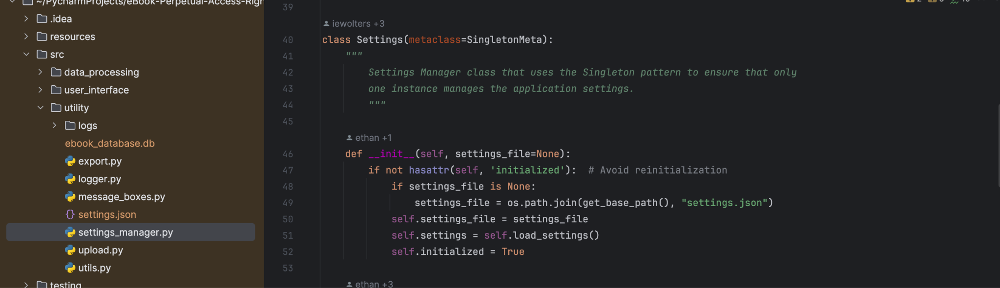 ~/PycharmProjects/eBook-Perpetual-Access-Righ
.idea
resources
src
data_processing
user_interface
utility
logs
ebook_database.db
export.py
logger.py
message_boxes.py
{} settings.json
settings_manager.py
upload.py
utils.py
testing
39
iewolters +3
40 class Settings(metaclass=SingletonMeta):
41 """
42 Settings Manager class that uses the Singleton pattern to ensure that only
43 one instance manages the application settings.
44 """
45
ethan +1
46 def __init__(self, settings_file=None):
47 if not hasattr(self, 'initialized'): # Avoid reinitialization
48 if settings_file is None:
49 settings_file = os.path.join(get_base_path(), "settings.json")
50 self.settings_file = settings_file
51 self.settings = self.load_settings()
52 self.initialized = True
53
ethan +3